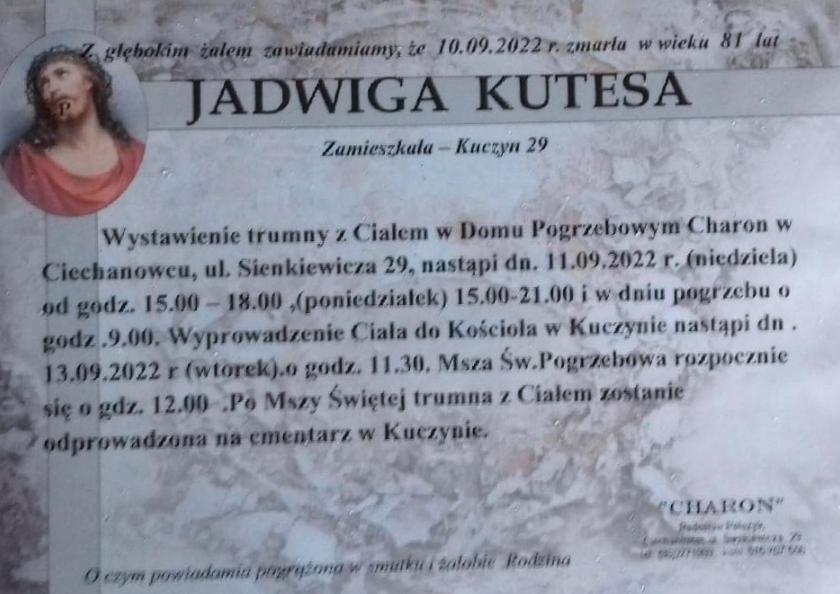 Z głębokim żalem zawiadamiamy, że 10.09.2022 r. zmarła w wieku 81 lat
JADWIGA KUTESA
Zamieszkała – Kuczyn 29
Wystawienie trumny z Ciałem w Domu Pogrzebowym Charon w
Ciechanowcu, ul. Sienkiewicza 29, nastąpi dn. 11.09.2022 r. (niedziela)
od godz. 15.00 – 18.00 ,(poniedziałek) 15.00-21.00 i w dniu pogrzebu o
godz .9.00. Wyprowadzenie Ciała do Kościoła w Kuczynie nastąpi dn .
13.09.2022 r (wtorek).o godz. 11.30. Msza Św.Pogrzebowa rozpocznie
się o gdz. 12.00 .Po Mszy Świętej trumna z Ciałem zostanie
odprowadzona na cmentarz w Kuczynie.
"CHARON"
O czym powiadamia pogrążona w smutku i żałobie Rodzina